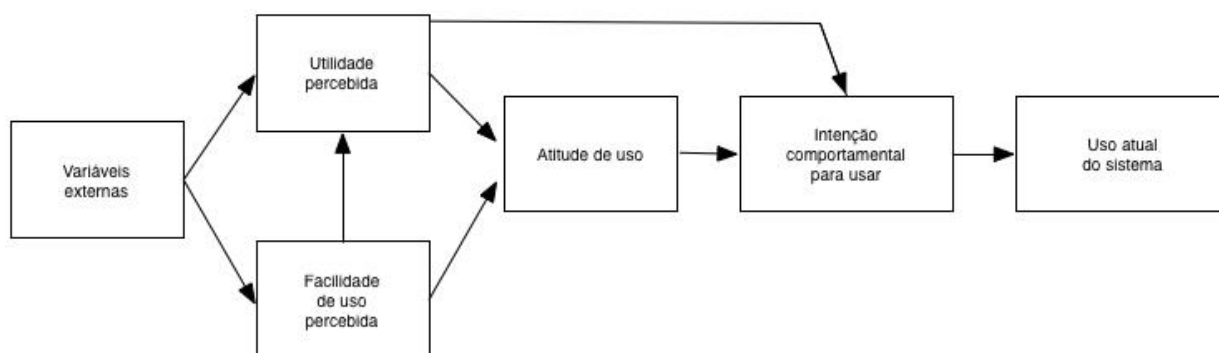 Variáveis
externas
Utilidade
percebida
Facilidade
de uso
percebida
Atitude de uso
Intenção
comportamental
para usar
Uso atual
do sistema